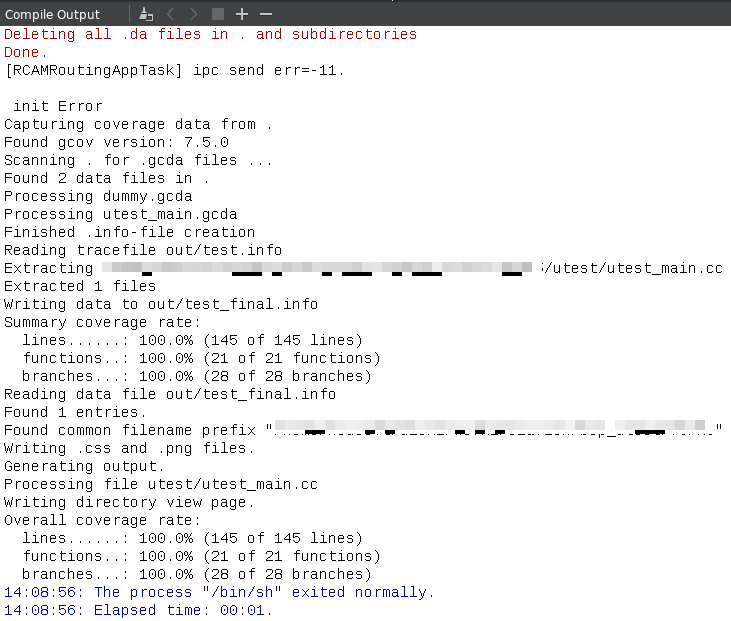 Compile Output
Deleting all .da files in . and subdirectories
Done.
[RCAMRoutingAppTask] ipc send err=-11.
 init Error
Capturing coverage data from .
Found gcov version: 7.5.0
Scanning . for .gcda files ...
Found 2 data files in .
Processing dummy.gcda
Processing utest_main.gcda
Finished .info-file creation
Reading tracefile out/test.info
Extracting /utest/utest_main.cc
Extracted 1 files
Writing data to out/test_final.info
Summary coverage rate:
  lines......: 100.0% (145 of 145 lines)
  functions..: 100.0% (21 of 21 functions)
  branches...: 100.0% (28 of 28 branches)
Reading data file out/test_final.info
Found 1 entries.
Found common filename prefix ""
Writing .css and .png files.
Generating output.
Processing file utest/utest_main.cc
Writing directory view page.
Overall coverage rate:
  lines......: 100.0% (145 of 145 lines)
  functions..: 100.0% (21 of 21 functions)
  branches...: 100.0% (28 of 28 branches)
14:08:56: The process "/bin/sh" exited normally.
14:08:56: Elapsed time: 00:01.